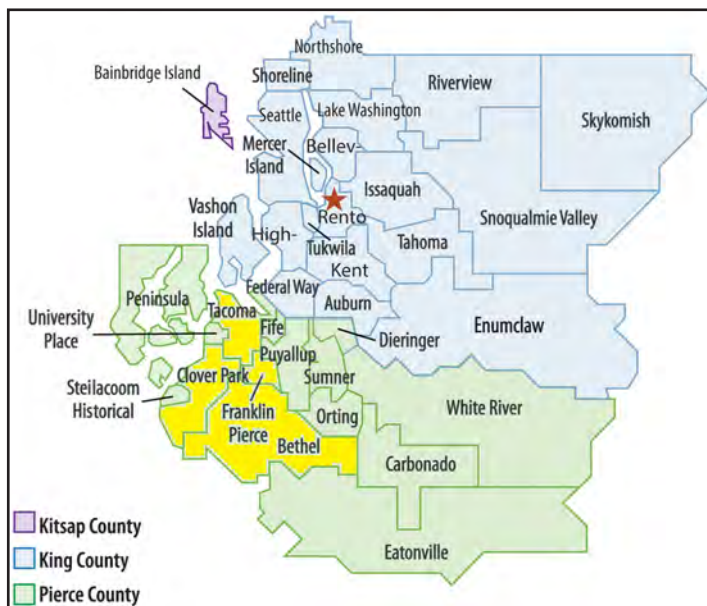 Northshore
Bainbridge Island
Shoreline
Riverview
Skykomish
Seattle
Lake Washington
Mercer
Island
Bellev-
Issaquah
Vashon
Island
Rento
High-
Tukwila
Snoqualmie Valley
Tahoma
Kent
Peninsula
Federal Way
Auburn
Tacoma
University
Place
Fife
Enumclaw
Dieringer
Puyallup
Clover Park
Sumner
Steilacoom
Historical
Franklin
Pierce
Orting
White River
Bethel
Carbonado
Eatonville
Kitsap County
King County
Pierce County